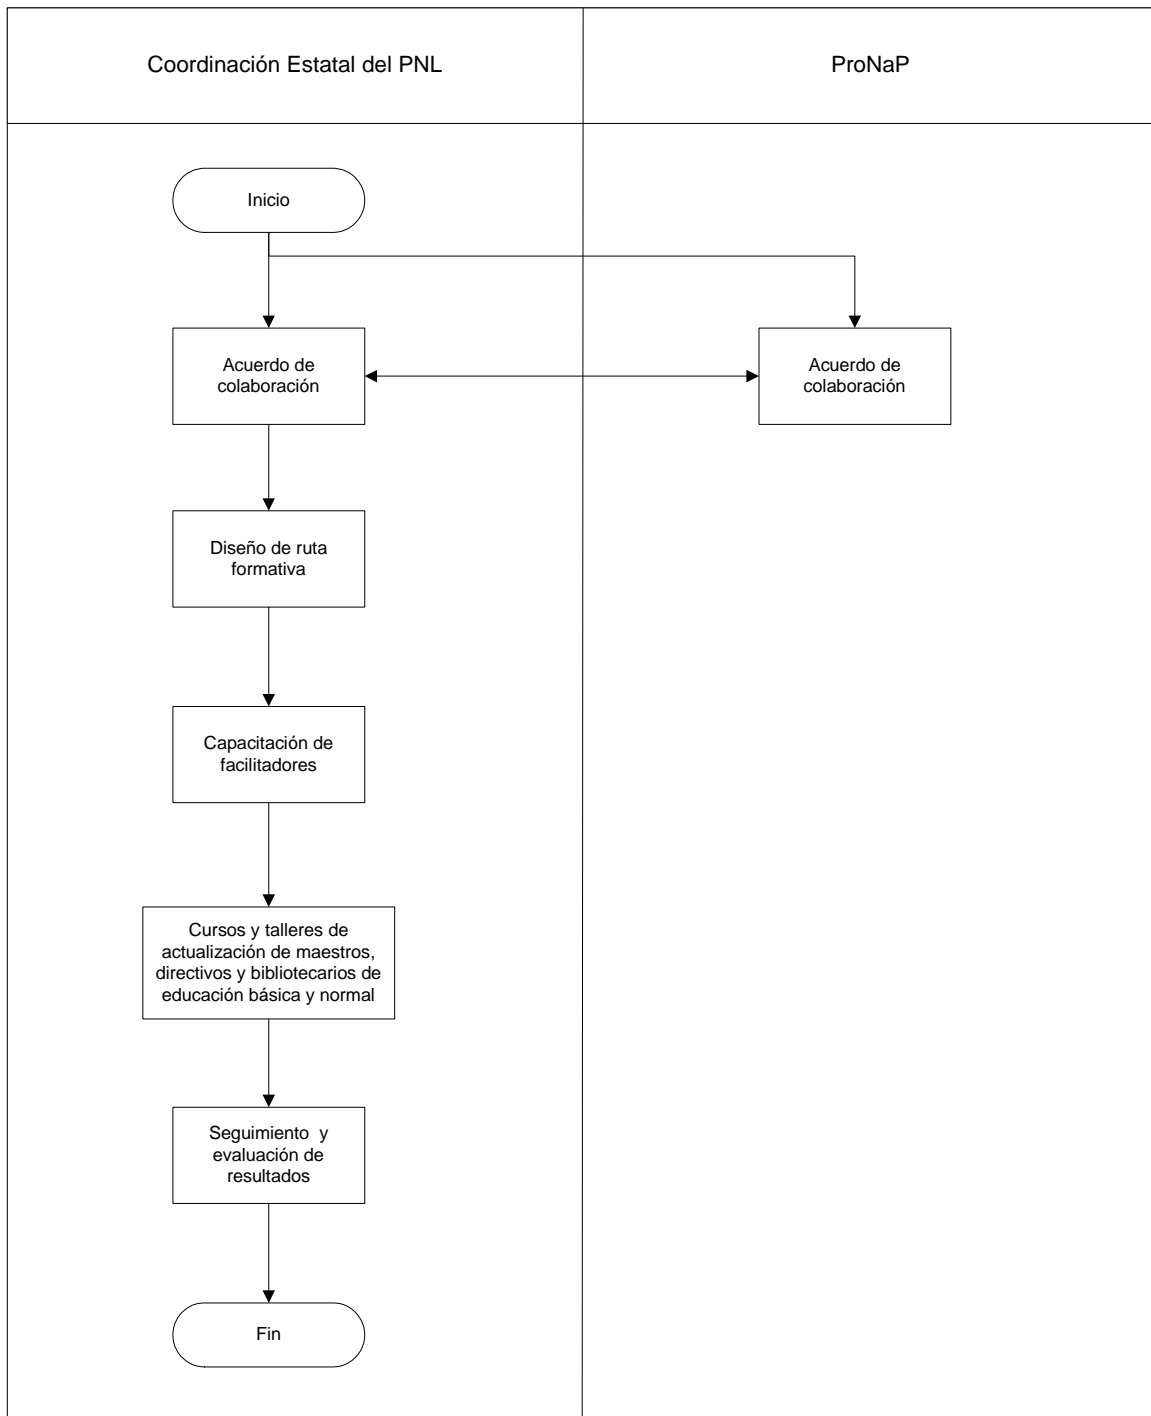 Coordinación Estatal del PNL
ProNaP
Inicio
Acuerdo de
colaboración
Acuerdo de
colaboración
Diseño de ruta
formativa
Capacitación de
facilitadores
Cursos y talleres de
actualización de maestros,
directivos y bibliotecarios de
educación básica y normal
Seguimiento y
evaluación de
resultados
Fin